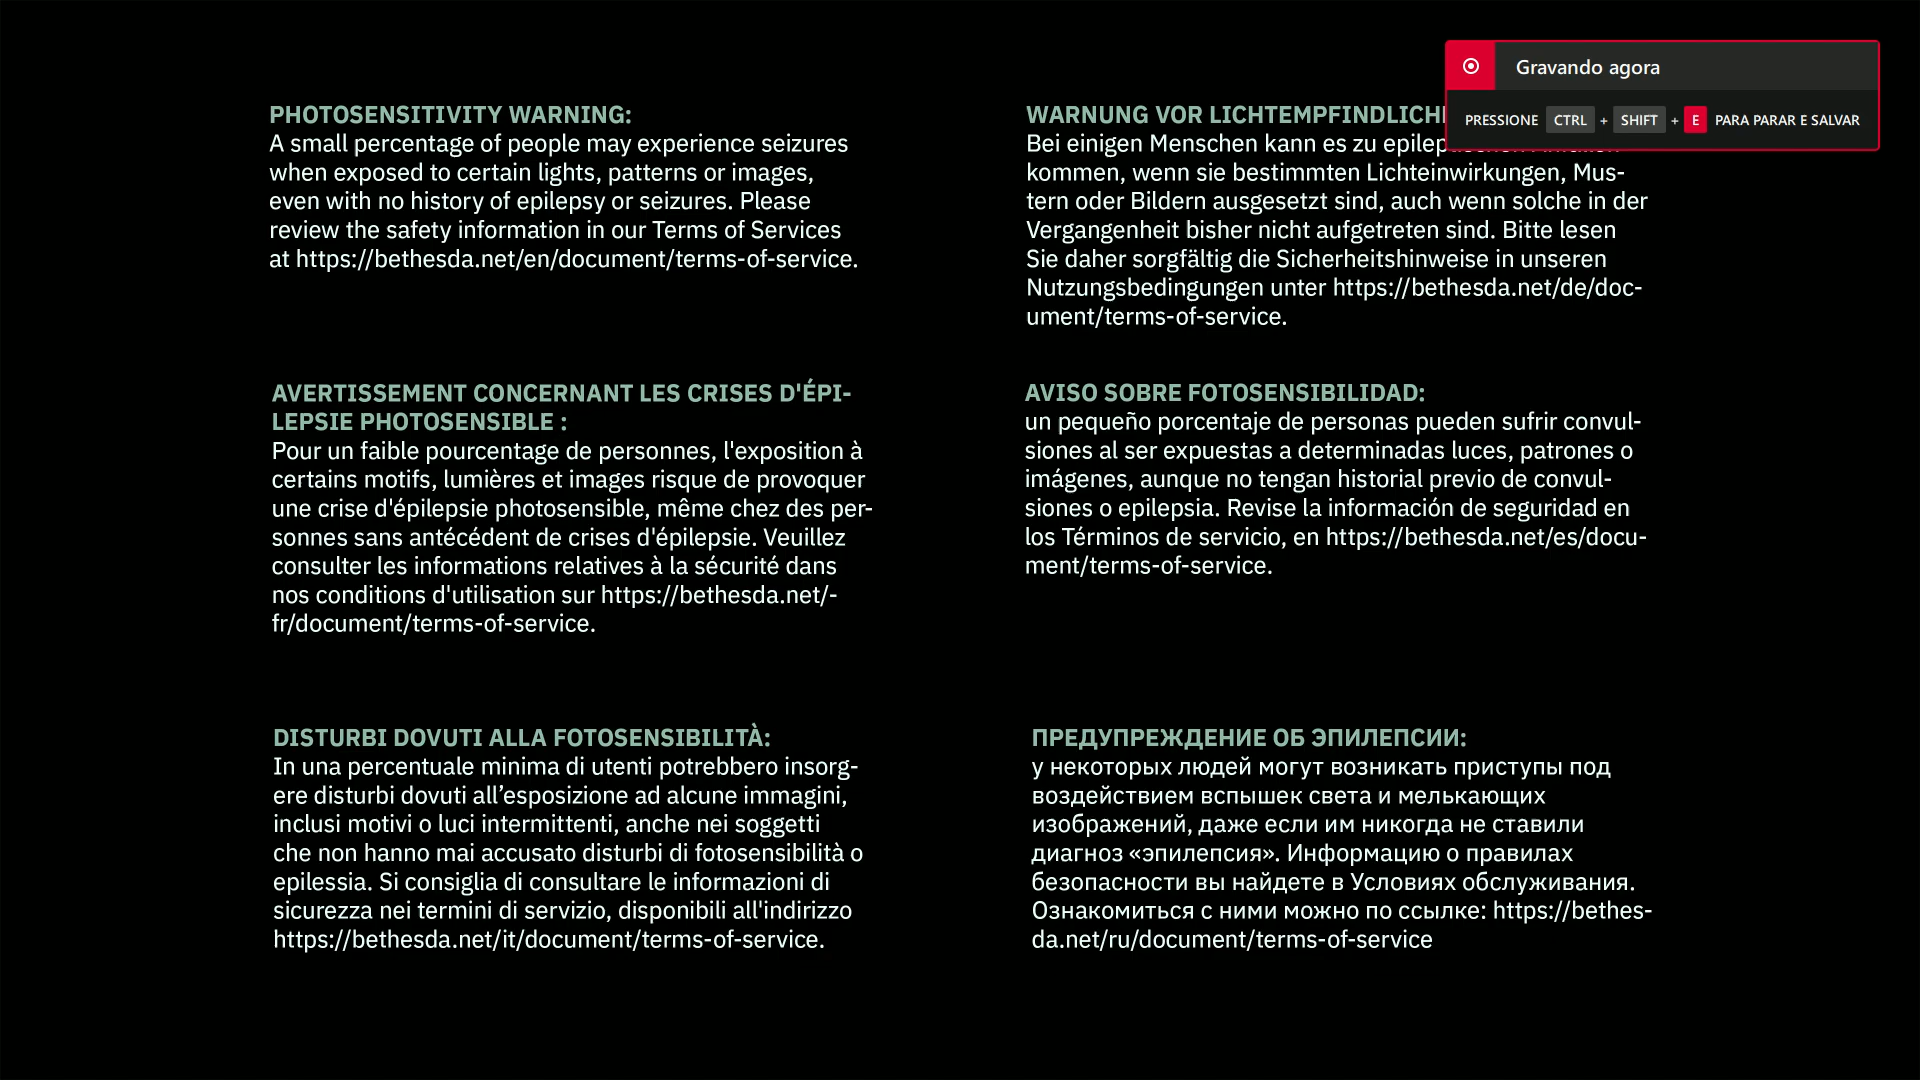 PHOTOSENSITIVITY WARNING:
A small percentage of people may experience seizures
when exposed to certain lights, patterns or images,
even with no history of epilepsy or seizures. Please
review the safety information in our Terms of Services
at https://bethesda.net/en/document/terms-of-service.
WARNUNG VOR
Bei einigen Menschen kann es zu
kommen, wenn sie bestimmten Lichteinwirkungen, Mus-
tern oder Bildern ausgesetzt sind, auch wenn solche in der
Vergangenheit bisher nicht aufgetreten sind. Bitte lesen
Sie daher sorgfältig die Sicherheitshinweise in unseren
Nutzungsbedingungen unter https://bethesda.net/de/doc-
ument/terms-of-service.
Gravando agora
PRESSIONE CTRL + SHIFT + E PARA PARAR E SALVAR
AVERTISSEMENT CONCERNANT LES CRISES D'ÉPI-
LEPSIE PHOTOSENSIBLE :
Pour un faible pourcentage de personnes, l'exposition à
certains motifs, lumières et images risque de provoquer
une crise d'épilepsie photosensible, même chez des per-
sonnes sans antécédent de crises d'épilepsie. Veuillez
consulter les informations relatives à la sécurité dans
nos conditions d'utilisation sur https://bethesda.net/-
fr/document/terms-of-service.
AVISO SOBRE FOTOSENSIBILIDAD:
un pequeño porcentaje de personas pueden sufrir convul-
siones al ser expuestas a determinadas luces, patrones o
imágenes, aunque no tengan historial previo de convul-
siones o epilepsia. Revise la información de seguridad en
los Términos de servicio, en https://bethesda.net/es/docu-
ment/terms-of-service.
DISTURBI DOVUTI ALLA FOTOSENSIBILITÀ:
In una percentuale minima di utenti potrebbero insorg-
ere disturbi dovuti all’esposizione ad alcune immagini,
inclusi motivi o luci intermittenti, anche nei soggetti
che non hanno mai accusato disturbi di fotosensibilità o
epilessia. Si consiglia di consultare le informazioni di
sicurezza nei termini di servizio, disponibili all'indirizzo
https://bethesda.net/it/document/terms-of-service.
ПРЕДУПРЕЖДЕНИЕ ОБ ЭПИЛЕПСИИ:
у некоторых людей могут возникать приступы под
воздействием вспышек света и мелькающих
изображений, даже если им никогда не ставили
диагноз «эпилепсия». Информацию о правилах
безопасности вы найдете в Условиях обслуживания.
Ознакомиться с ними можно по ссылке: https://bethes-
da.net/ru/document/terms-of-service